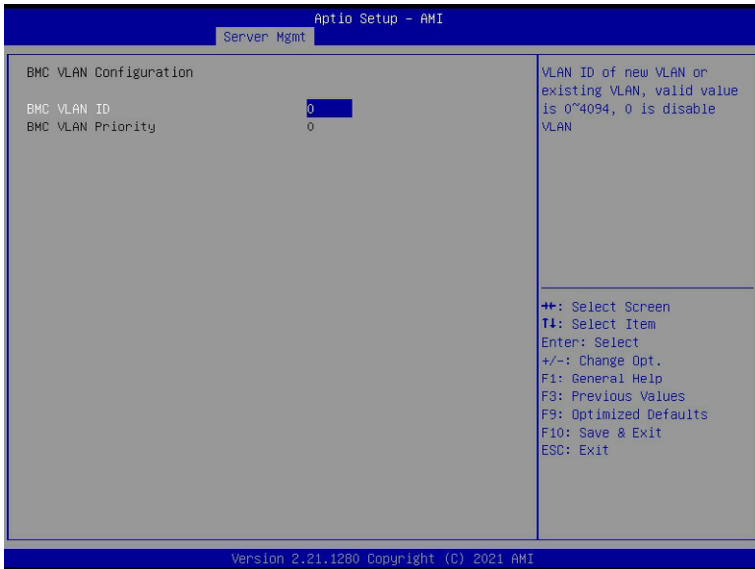 Aptio Setup – AMI
Server Mgmt
BMC VLAN Configuration
BMC VLAN ID 0
BMC VLAN Priority 0
VLAN ID of new VLAN or
existing VLAN, valid value
is 0~4094, 0 is disable
VLAN
→←: Select Screen
↑↓: Select Item
Enter: Select
+/-: Change Opt.
F1: General Help
F3: Previous Values
F9: Optimized Defaults
F10: Save & Exit
ESC: Exit
Version 2.21.1280 Copyright (C) 2021 AMI